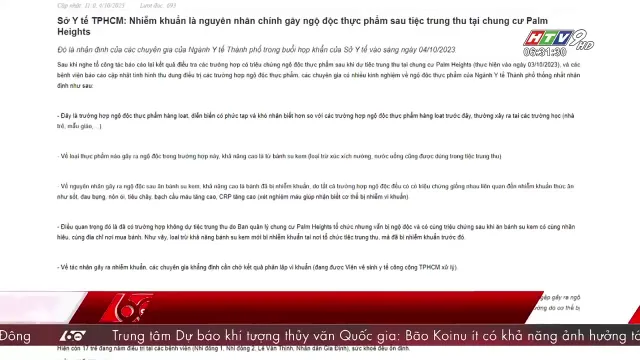 Cập nhật: 11:0, 4/10/2023 Lượt đọc: 693
Sở Y tế TPHCM: Nhiễm khuẩn là nguyên nhân chính gây ngộ độc thực phẩm sau tiệc trung thu tại chung cư Palm
Heights
HTV9 HD
06:31:30
Đó là nhận định của các chuyên gia của Ngành Y tế Thành phố trong buổi họp khẩn của Sở Y tế vào sáng ngày 04/10/2023
Sau khi nghe tổ công tác báo cáo lại kết quả điều tra các trường hợp có triệu chứng ngộ độc thực phẩm sau khi dự tiệc trung thu tại chung cư Palm Heights (thực hiện vào ngày 03/10/2023), và các
bệnh viện báo cáo cập nhật tình hình thu dung điều trị các trường hợp ngộ độc thực phẩm, các chuyên gia có nhiều kinh nghiệm về ngộ độc thực phẩm của Ngành Y tế Thành phố thống nhất nhận
định như sau:
- Đây là trường hợp ngộ độc thực phẩm hàng loạt, diễn biến có phức tạp và khó nhận biết hơn so với các trường hợp ngộ độc thực phẩm hàng loạt trước đây, thường xảy ra tại các trường học (nhà
trẻ, mẫu giáo,...)
- Về loại thực phẩm nào gây ra ngộ độc trong trường hợp này, khả năng cao là từ bánh su kem (loại trừ xúc xích nướng, nước uống cũng được dùng trong tiệc trung thu)
- Về nguyên nhân gây ra ngộ độc sau ăn bánh su kem, khả năng cao là bánh đã bị nhiễm khuẩn, do tất cả trường hợp ngộ độc đều có có triệu chứng giống nhau liên quan đến nhiễm khuẩn thức ăn
như sốt, đau bụng, nôn ói, tiêu chảy, bạch cầu máu tăng cao, CRP tăng cao (xét nghiệm máu giúp nhận biết cơ thể bị nhiễm vi khuẩn)
- Điều quan trọng đó là đã có trường hợp không dự tiệc trung thu do Ban quản lý chung cư Palm Heights tổ chức nhưng vẫn bị ngộ độc và có cùng triệu chứng sau khi ăn bánh su kem có cùng nhãn
hiệu, cùng địa chỉ nơi mua bánh. Như vậy, loại trừ khả năng bánh su kem mới bị nhiễm khuẩn tại nơi tổ chức tiệc trung thu, mà đã bị nhiễm khuẩn trước đó.
- Về tác nhân gây ra nhiễm khuẩn, các chuyên gia khẳng định cần chờ kết quả phân lập vi khuẩn (đang được Viện vệ sinh y tế công cộng TPHCM xử lý).
gây ra ngộ
do cơ thể bị
60
Đông 60 Trung tâm Dự báo khí tượng thủy văn Quốc gia: Bão Koinu ít có khả năng ảnh hưởng tớ
Hiện còn 17 trẻ đang nằm điều trị tại các bệnh viện (Nhi đồng 1, Nhi đồng 2, Lê Văn Thịnh, Nhân dân Gia Định), sức khoẻ đều ổn định.